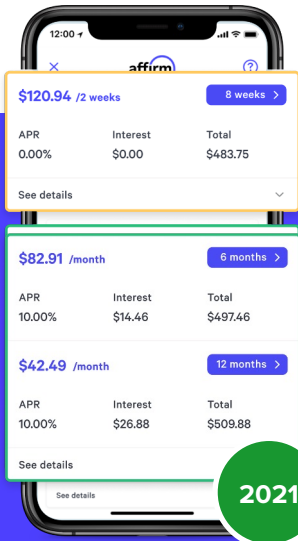 12:00
affirm
$120.94 /2 weeks 8 weeks >
APR Interest Total
0.00% $0.00 $483.75
See details
$82.91 /month 6 months >
APR Interest Total
10.00% $14.46 $497.46
$42.49 /month 12 months >
APR Interest Total
10.00% $26.88 $509.88
See details
See details
2021